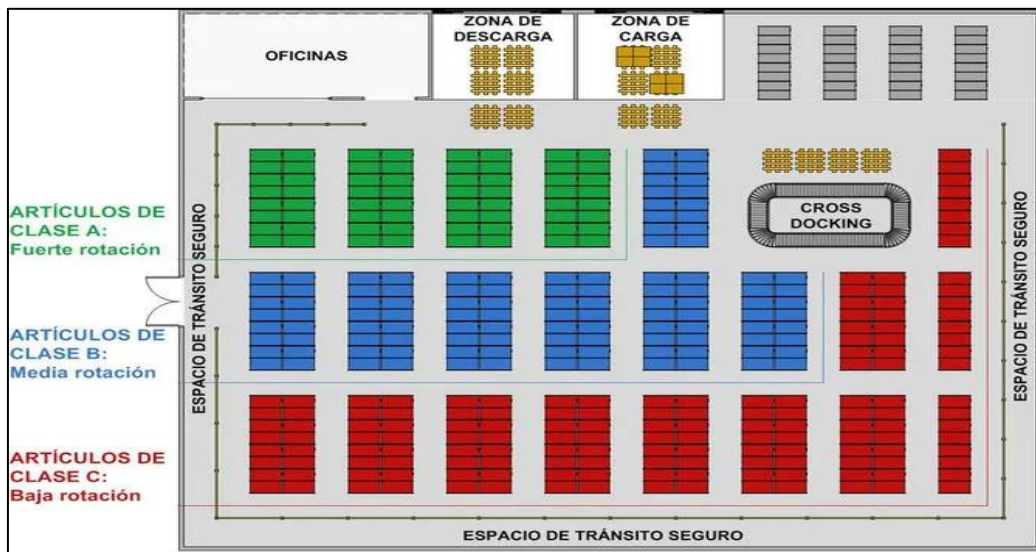 OFICINAS
ZONA DE
DESCARGA
ZONA DE
CARGA
ARTÍCULOS DE
CLASE A:
Fuerte rotación
CROSS
DOCKING
ESPACIO DE TRÁNSITO SEGURO
ESPACIO DE TRÁNSITO SEGURO
ARTÍCULOS DE
CLASE B:
Media rotación
ARTÍCULOS DE
CLASE C:
Baja rotación
ESPACIO DE TRÁNSITO SEGURO